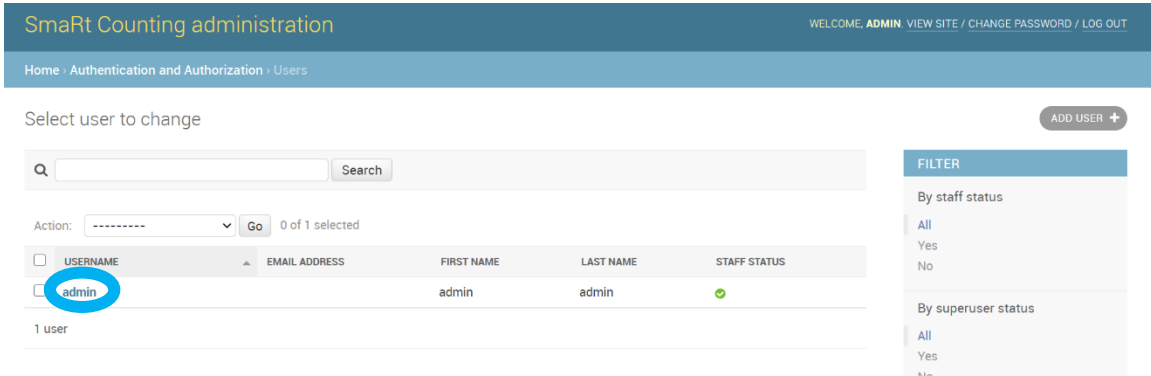 SmaRt Counting administration
WELCOME, ADMIN. VIEW SITE / CHANGE PASSWORD / LOG OUT
Home › Authentication and Authorization › Users
Select user to change
ADD USER +
Search
Action: --------- Go 0 of 1 selected
USERNAME EMAIL ADDRESS FIRST NAME LAST NAME STAFF STATUS
admin admin admin
1 user
FILTER
By staff status
All
Yes
No
By superuser status
All
Yes
No